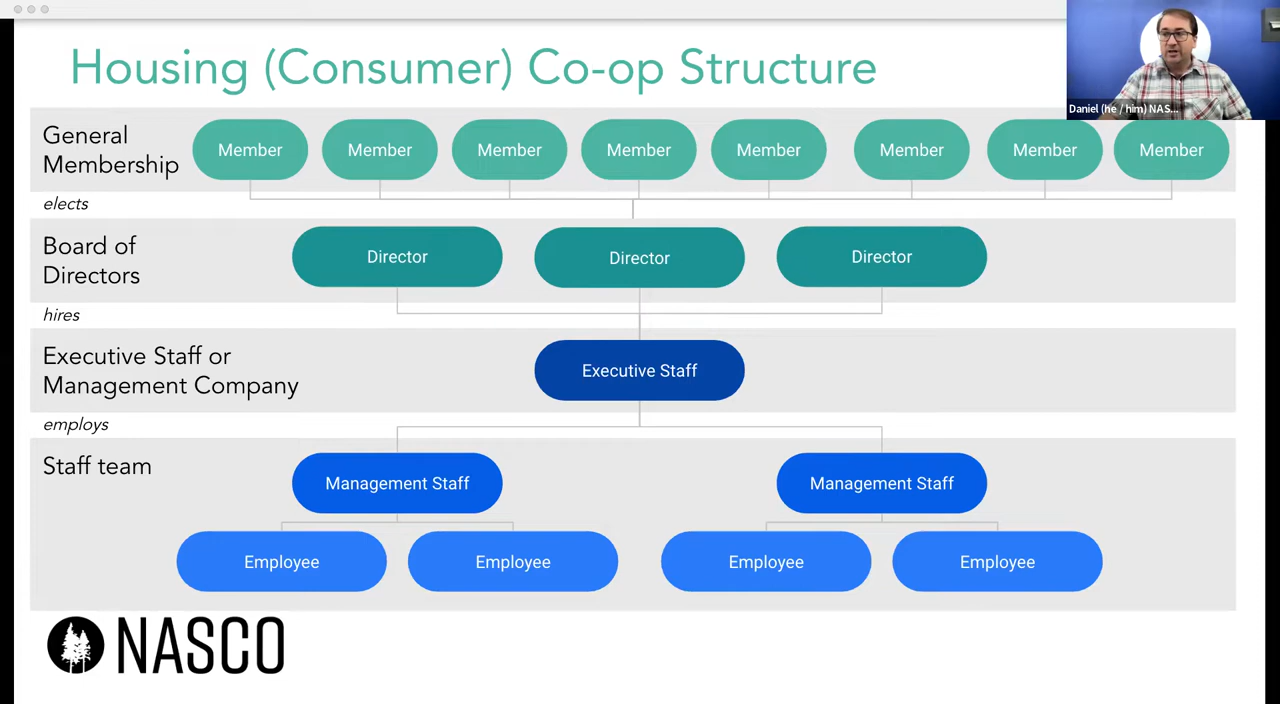 Housing (Consumer) Co-op Structure
Daniel (he / him) NAS...
General
Membership
Member
Member
Member
Member
Member
Member
Member
Member
elects
Board of
Directors
Director
Director
Director
hires
Executive Staff or
Management Company
Executive Staff
employs
Staff team
Management Staff
Management Staff
Employee
Employee
Employee
Employee
NASCO